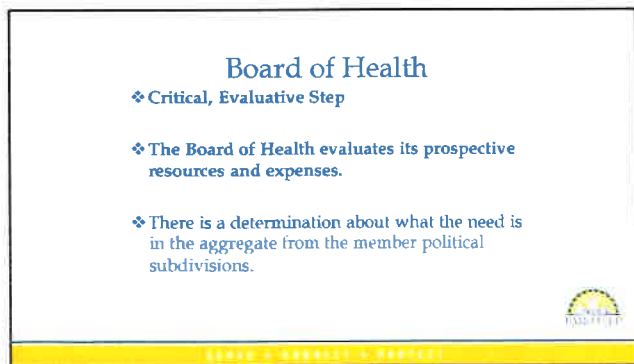 Board of Health
❖ Critical, Evaluative Step
❖ The Board of Health evaluates its prospective
resources and expenses.
❖ There is a determination about what the need is
in the aggregate from the member political
subdivisions.